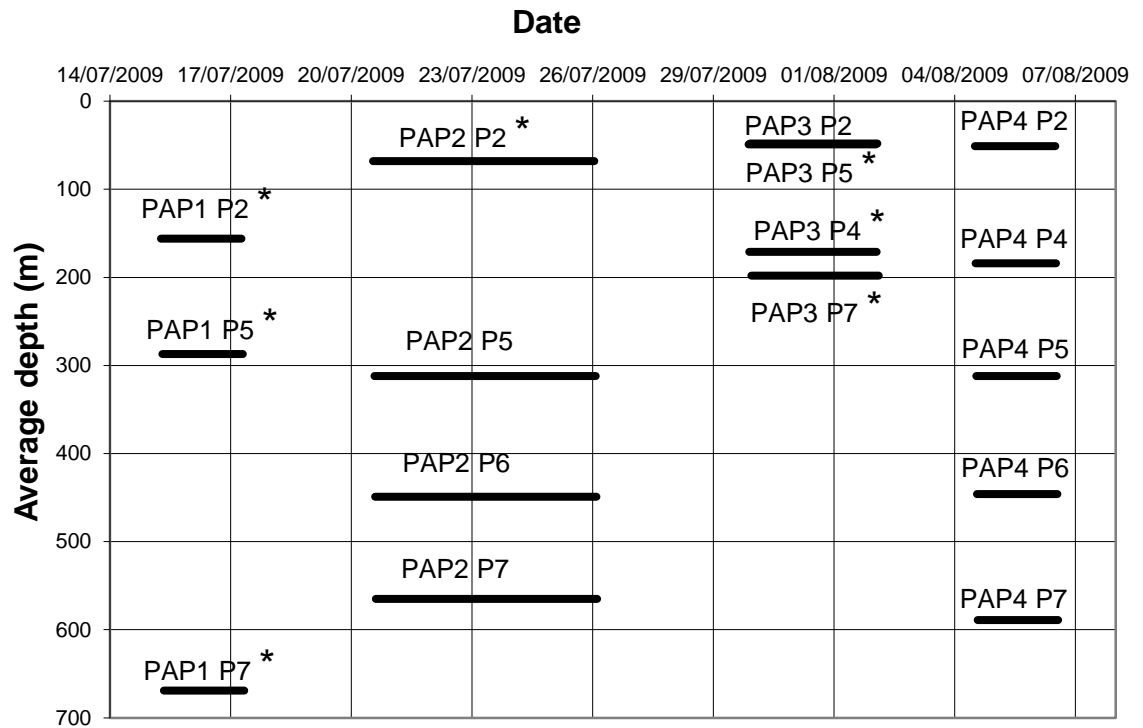 Date
14/07/2009 17/07/2009 20/07/2009 23/07/2009 26/07/2009 29/07/2009 01/08/2009 04/08/2009 07/08/2009
Average depth (m)
0
100
200
300
400
500
600
700
PAP1 P2 *
PAP1 P5 *
PAP1 P7 *
PAP2 P2 *
PAP2 P5
PAP2 P6
PAP2 P7
PAP3 P2
PAP3 P5 *
PAP3 P4 *
PAP3 P7 *
PAP4 P2
PAP4 P4
PAP4 P5
PAP4 P6
PAP4 P7